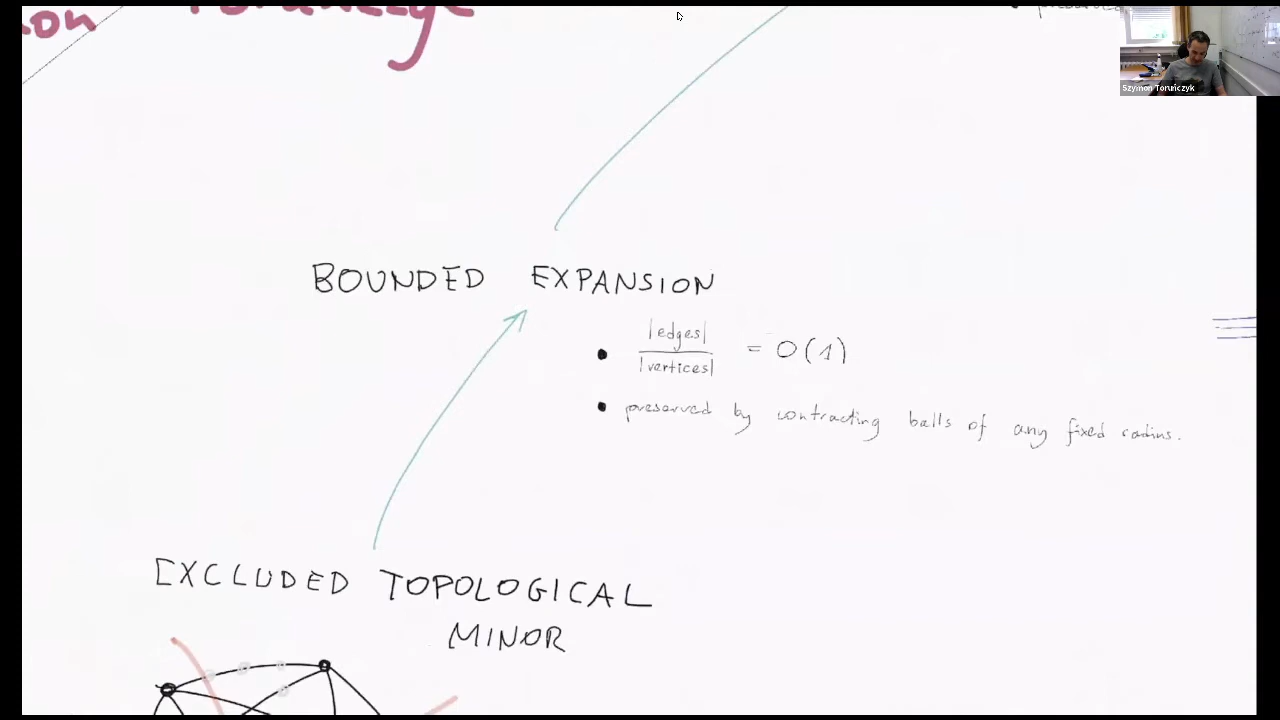 Szymon Toruńczyk
BOUNDED EXPANSION
|edges|
|vertices|
= O(1)
• preserved by contracting balls of any fixed radius.
EXCLUDED TOPOLOGICAL
MINOR